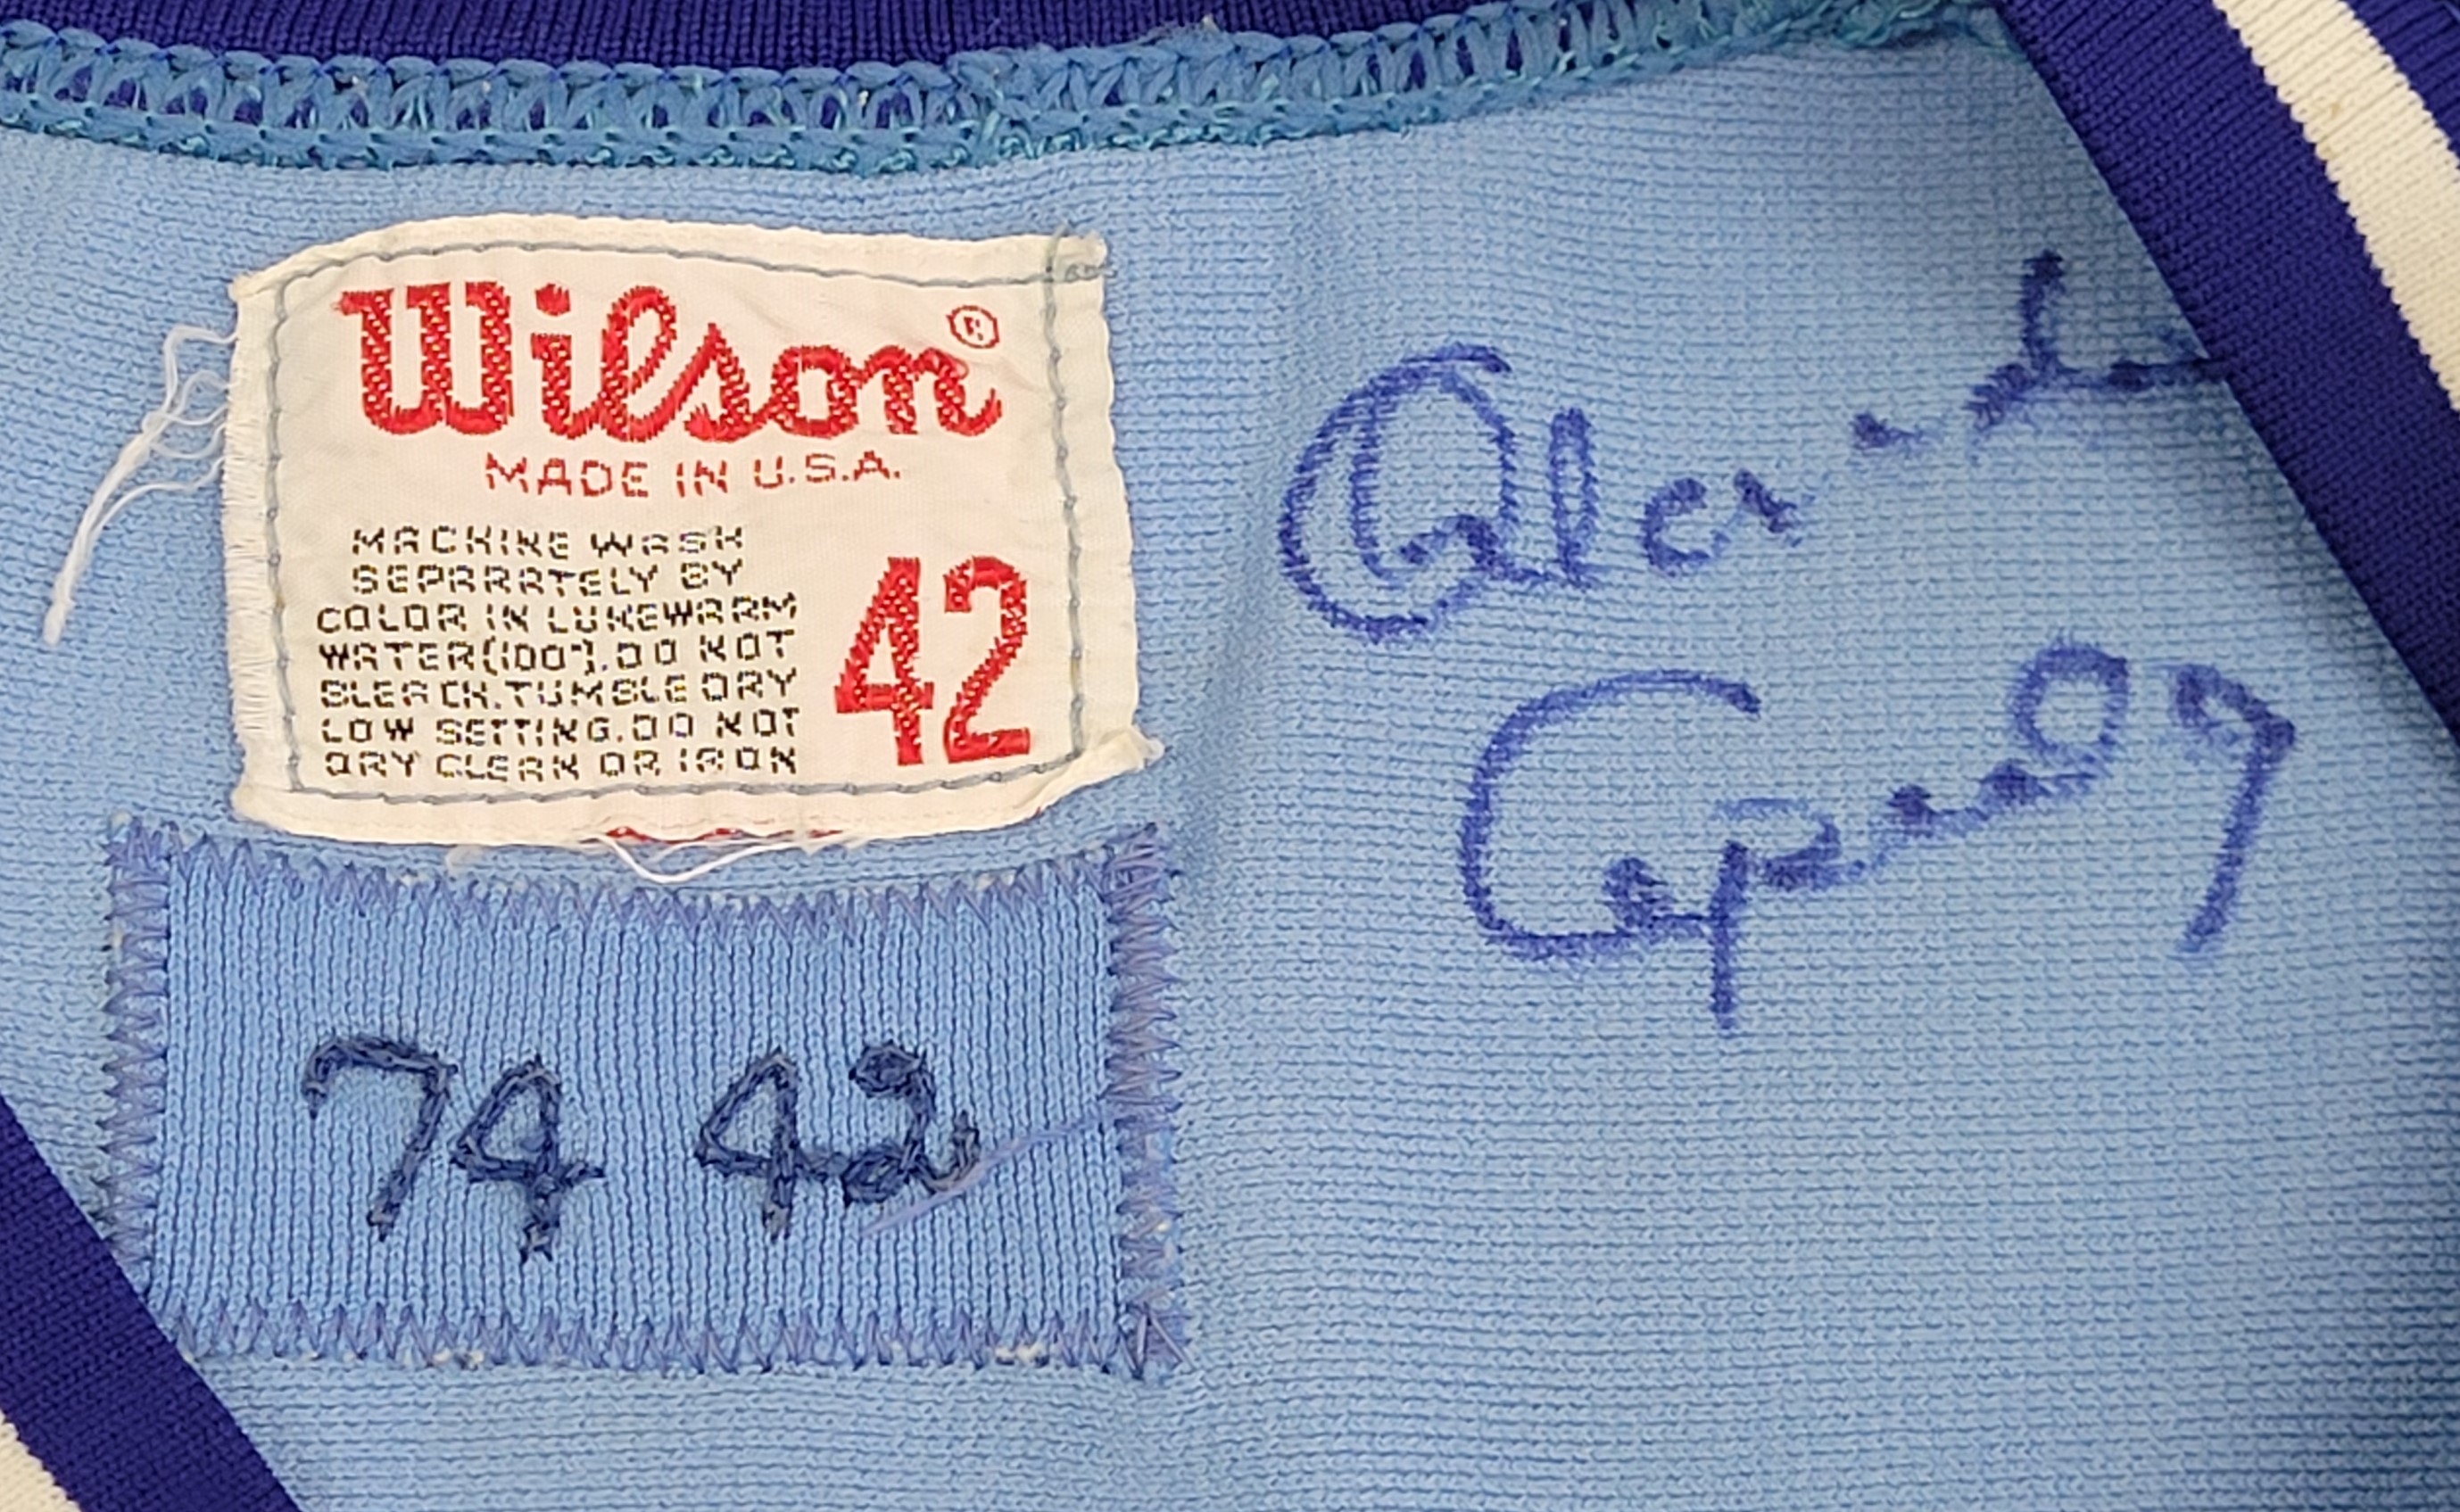 Wilson®
MADE IN U.S.A.
MACHINE WASH
SEPARATELY BY
COLOR IN LUKEWARM
WATER(100°).DO NOT
BLEACH.TUMBLE DRY
LOW SETTING.DO NOT
DRY CLEAN OR IRON
42
74 42